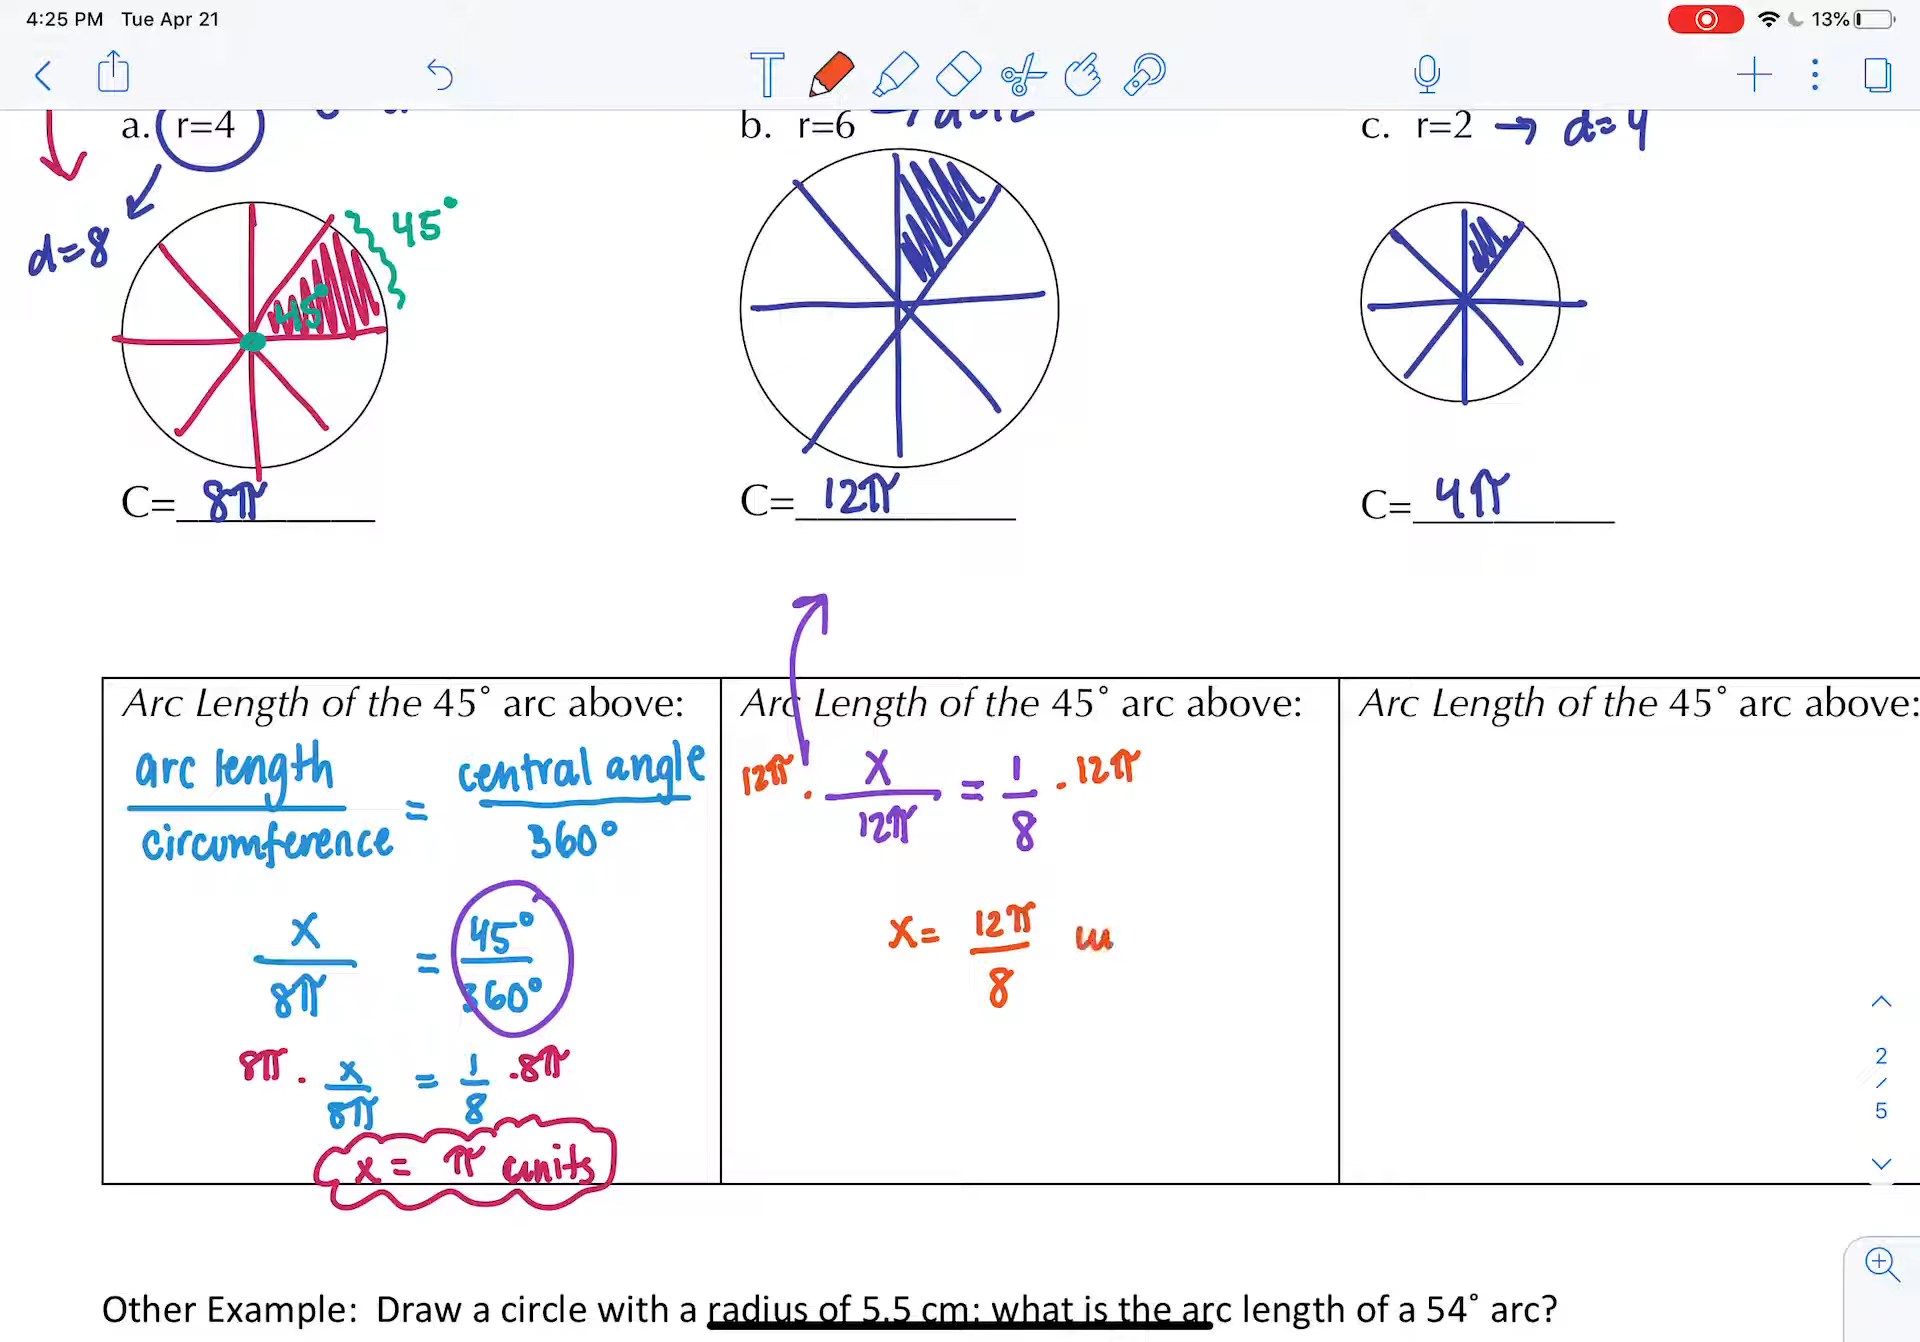 4:25 PM Tue Apr 21
13%
a. r=4
b. r=6
c. r=2 → d=4
d=8
45°
45°
C= 8π
C= 12π
C= 4π
Arc Length of the 45° arc above:
arc length / circumference = central angle / 360°
x / 8π = 45° / 360°
8π · x / 8π = 1 / 8 · 8π
x = π units
Arc Length of the 45° arc above:
12π · x / 12π = 1 / 8 · 12π
x = 12π / 8
Arc Length of the 45° arc above:
2 / 5
Other Example: Draw a circle with a radius of 5.5 cm; what is the arc length of a 54° arc?